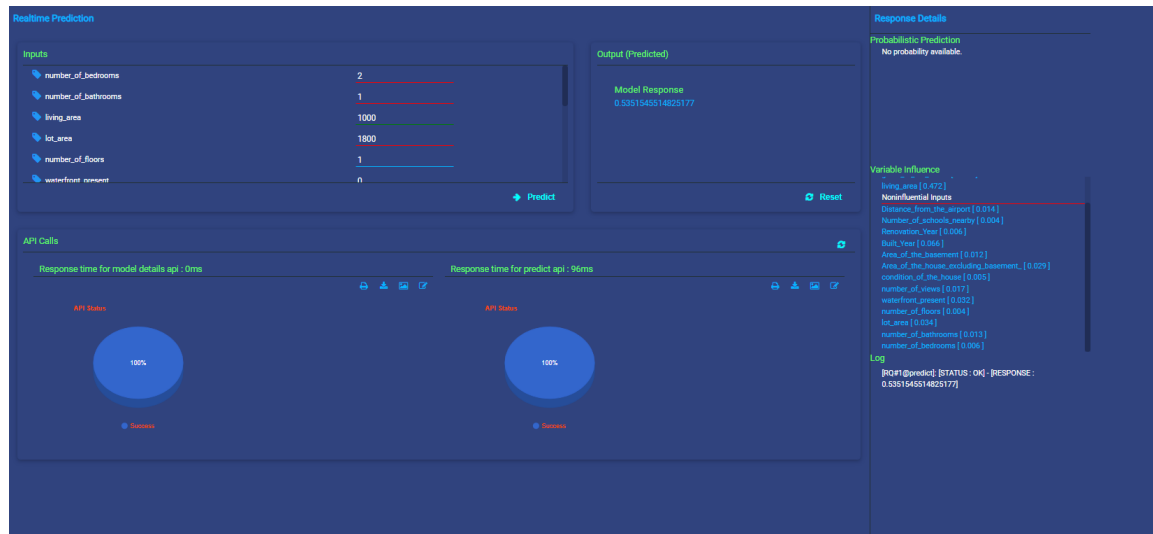 Realtime Prediction
Inputs
number_of_bedrooms 2
number_of_bathrooms 1
living_area 1000
lot_area 1800
number_of_floors 1
waterfront_present 0
Predict
Output (Predicted)
Model Response
0.5351545514825177
Reset
API Calls
Response time for model details api : 0ms
API Status
100%
Success
Response time for predict api : 96ms
API Status
100%
Success
Response Details
Probabilistic Prediction
No probability available.
Variable Influence
living_area [ 0.472 ]
Noninfluential Inputs
Distance_from_the_airport [ 0.014 ]
Number_of_schools_nearby [ 0.004 ]
Renovation_Year [ 0.006 ]
Built_Year [ 0.066 ]
Area_of_the_basement [ 0.012 ]
Area_of_the_house_excluding_basement_ [ 0.029 ]
condition_of_the_house [ 0.005 ]
number_of_views [ 0.017 ]
waterfront_present [ 0.032 ]
number_of_floors [ 0.004 ]
lot_area [ 0.034 ]
number_of_bathrooms [ 0.013 ]
number_of_bedrooms [ 0.006 ]
Log
[RQ#1@predict]: [STATUS : OK] - [RESPONSE :
0.5351545514825177]